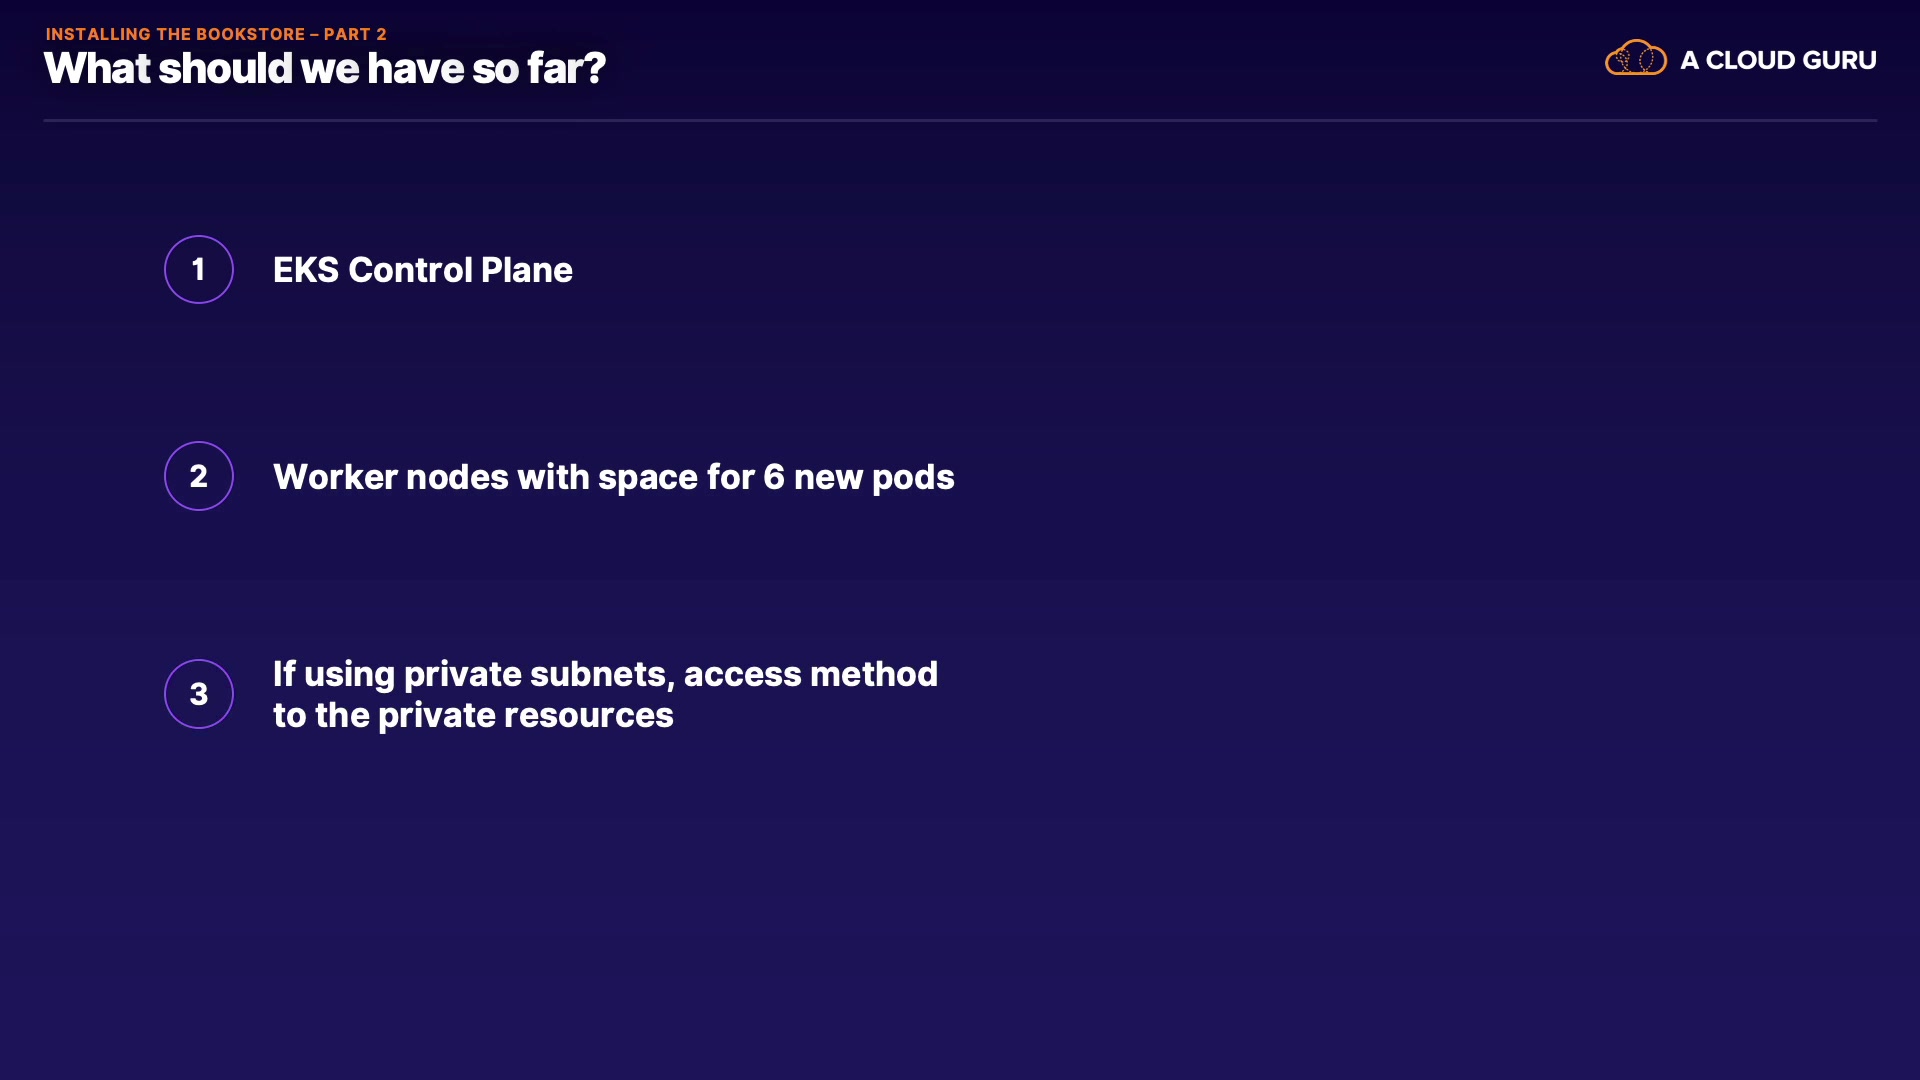 INSTALLING THE BOOKSTORE – PART 2
What should we have so far?
A CLOUD GURU
1 EKS Control Plane
2 Worker nodes with space for 6 new pods
3 If using private subnets, access method
to the private resources